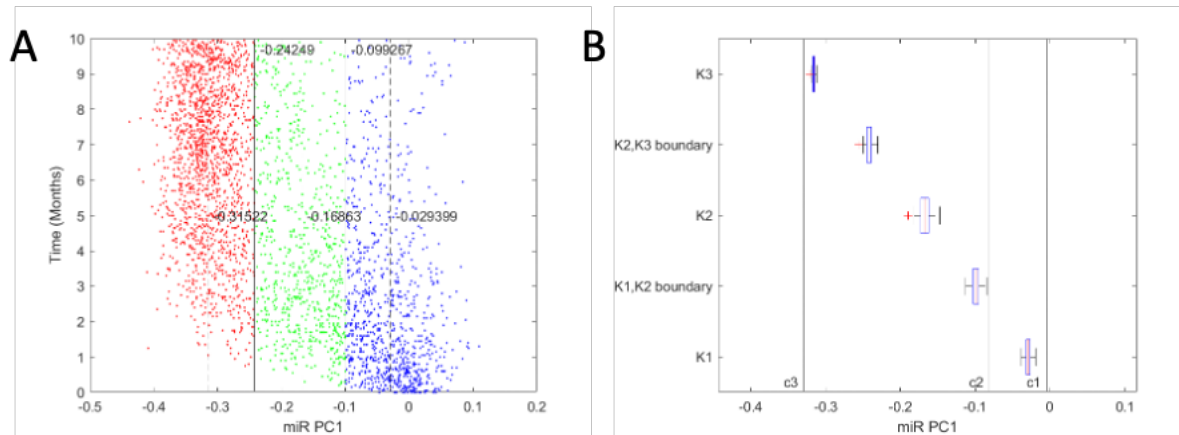 A
B
-0.24249
-0.099267
-0.31522
-0.16863
-0.029399
Time (Months)
10
9
8
7
6
5
4
3
2
1
0
-0.5
-0.4
-0.3
-0.2
-0.1
0
0.1
0.2
miR PC1
K3
K2,K3 boundary
K2
K1,K2 boundary
K1
c3
c2
c1
-0.4
-0.3
-0.2
-0.1
0
0.1
miR PC1